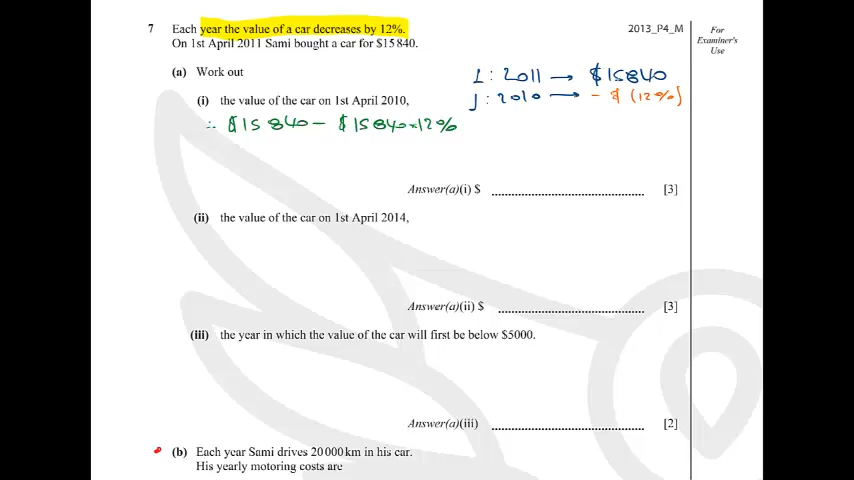 7 Each year the value of a car decreases by 12%. 2013_P4_M For
On 1st April 2011 Sami bought a car for $15 840. Examiner's
Use
(a) Work out
1 : 2011 → $15840
(i) the value of the car on 1st April 2010, J : 2010 → - $ (12%)
∴ $15 840 - $15 840 × 12%
Answer(a)(i) $ ................................................ [3]
(ii) the value of the car on 1st April 2014,
Answer(a)(ii) $ ................................................ [3]
(iii) the year in which the value of the car will first be below $5000.
Answer(a)(iii) ................................................ [2]
(b) Each year Sami drives 20 000 km in his car.
His yearly motoring costs are